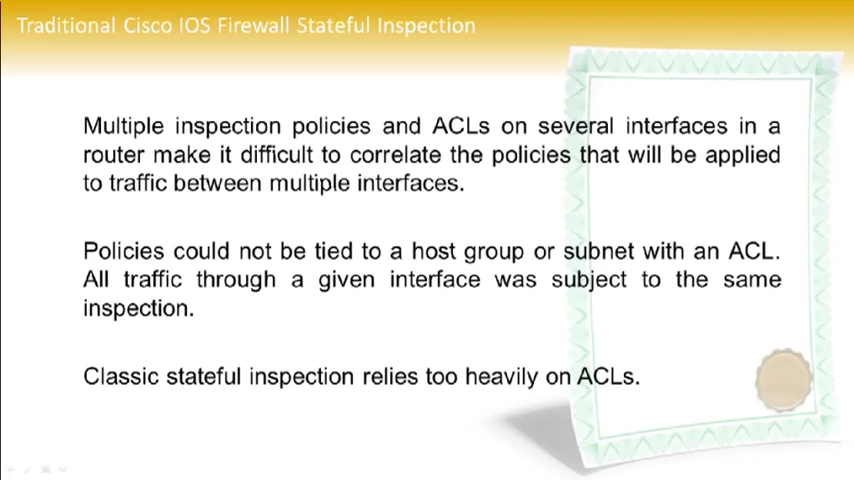 Traditional Cisco IOS Firewall Stateful Inspection
Multiple inspection policies and ACLs on several interfaces in a
router make it difficult to correlate the policies that will be applied
to traffic between multiple interfaces.
Policies could not be tied to a host group or subnet with an ACL.
All traffic through a given interface was subject to the same
inspection.
Classic stateful inspection relies too heavily on ACLs.